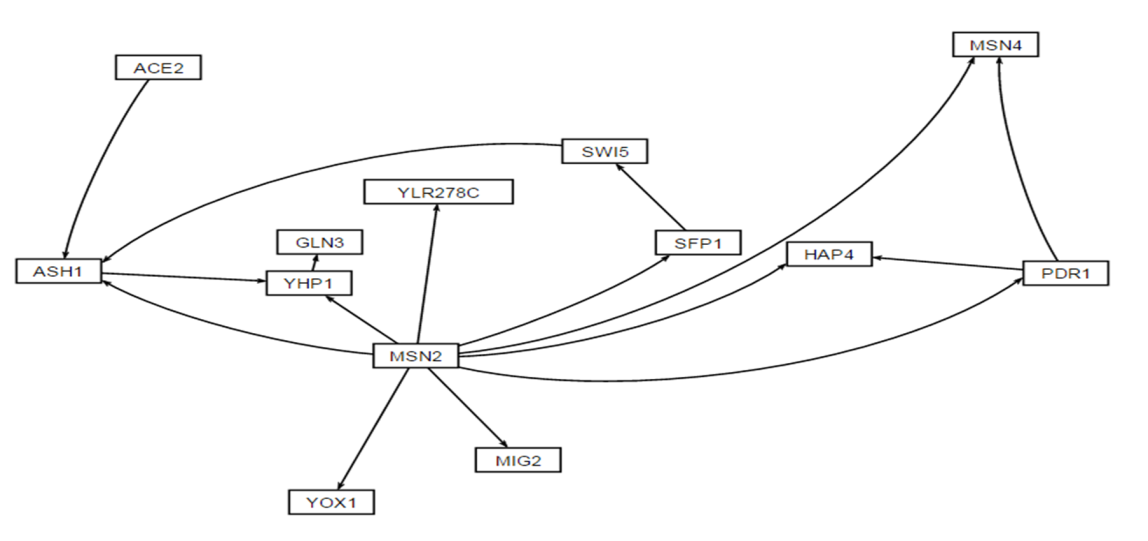 MSN4
ACE2
SWI5
YLR278C
GLN3
SFP1
HAP4
ASH1
YHP1
PDR1
MSN2
MIG2
YOX1